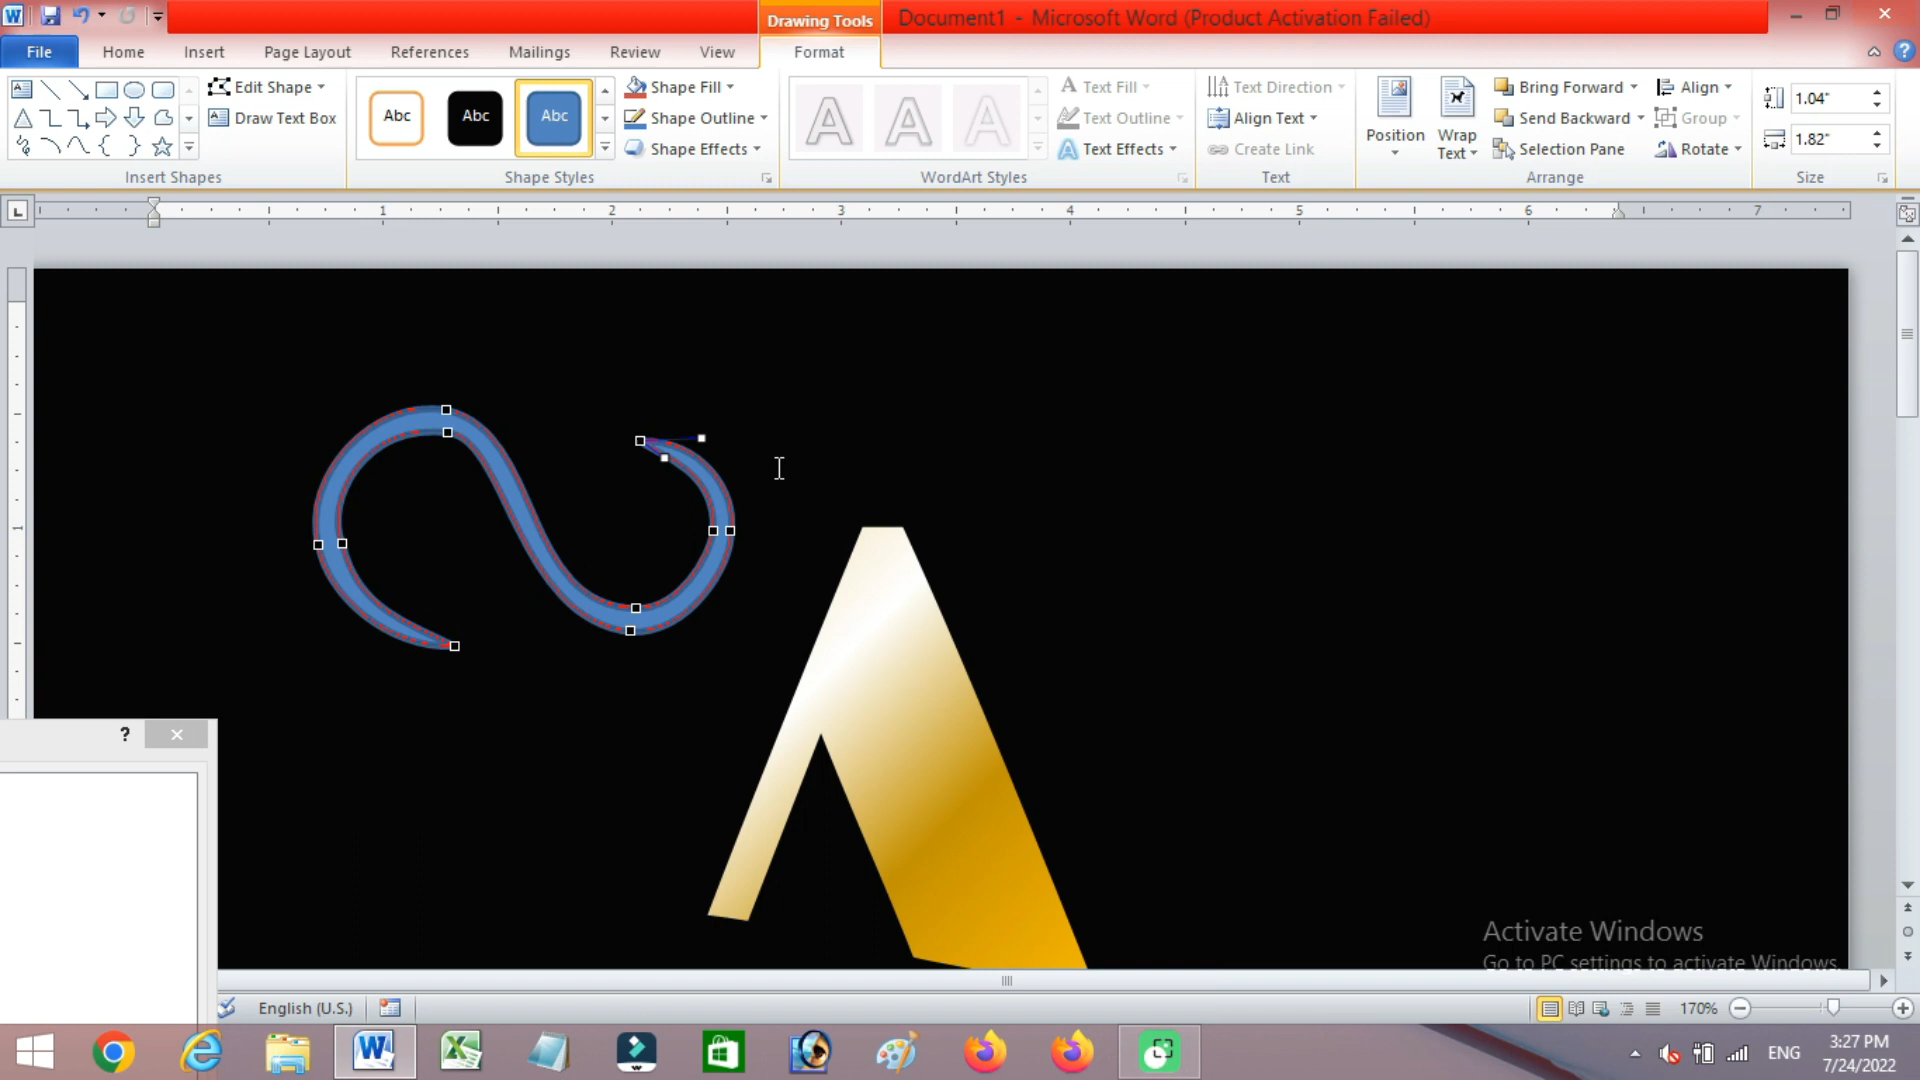 Drawing Tools
Document1 - Microsoft Word (Product Activation Failed)
File Home Insert Page Layout References Mailings Review View Format
Edit Shape
Draw Text Box
Insert Shapes
Abc Abc Abc
Shape Fill
Shape Outline
Shape Effects
Shape Styles
Text Fill
Text Outline
Text Effects
WordArt Styles
Text Direction
Align Text
Create Link
Text
Position
Wrap Text
Bring Forward
Send Backward
Selection Pane
Align
Group
Rotate
Arrange
1.04"
1.82"
Size
1 2 3 4 5 6 7
1
?
Activate Windows
Go to PC settings to activate Windows.
English (U.S.)
170%
ENG
3:27 PM
7/24/2022